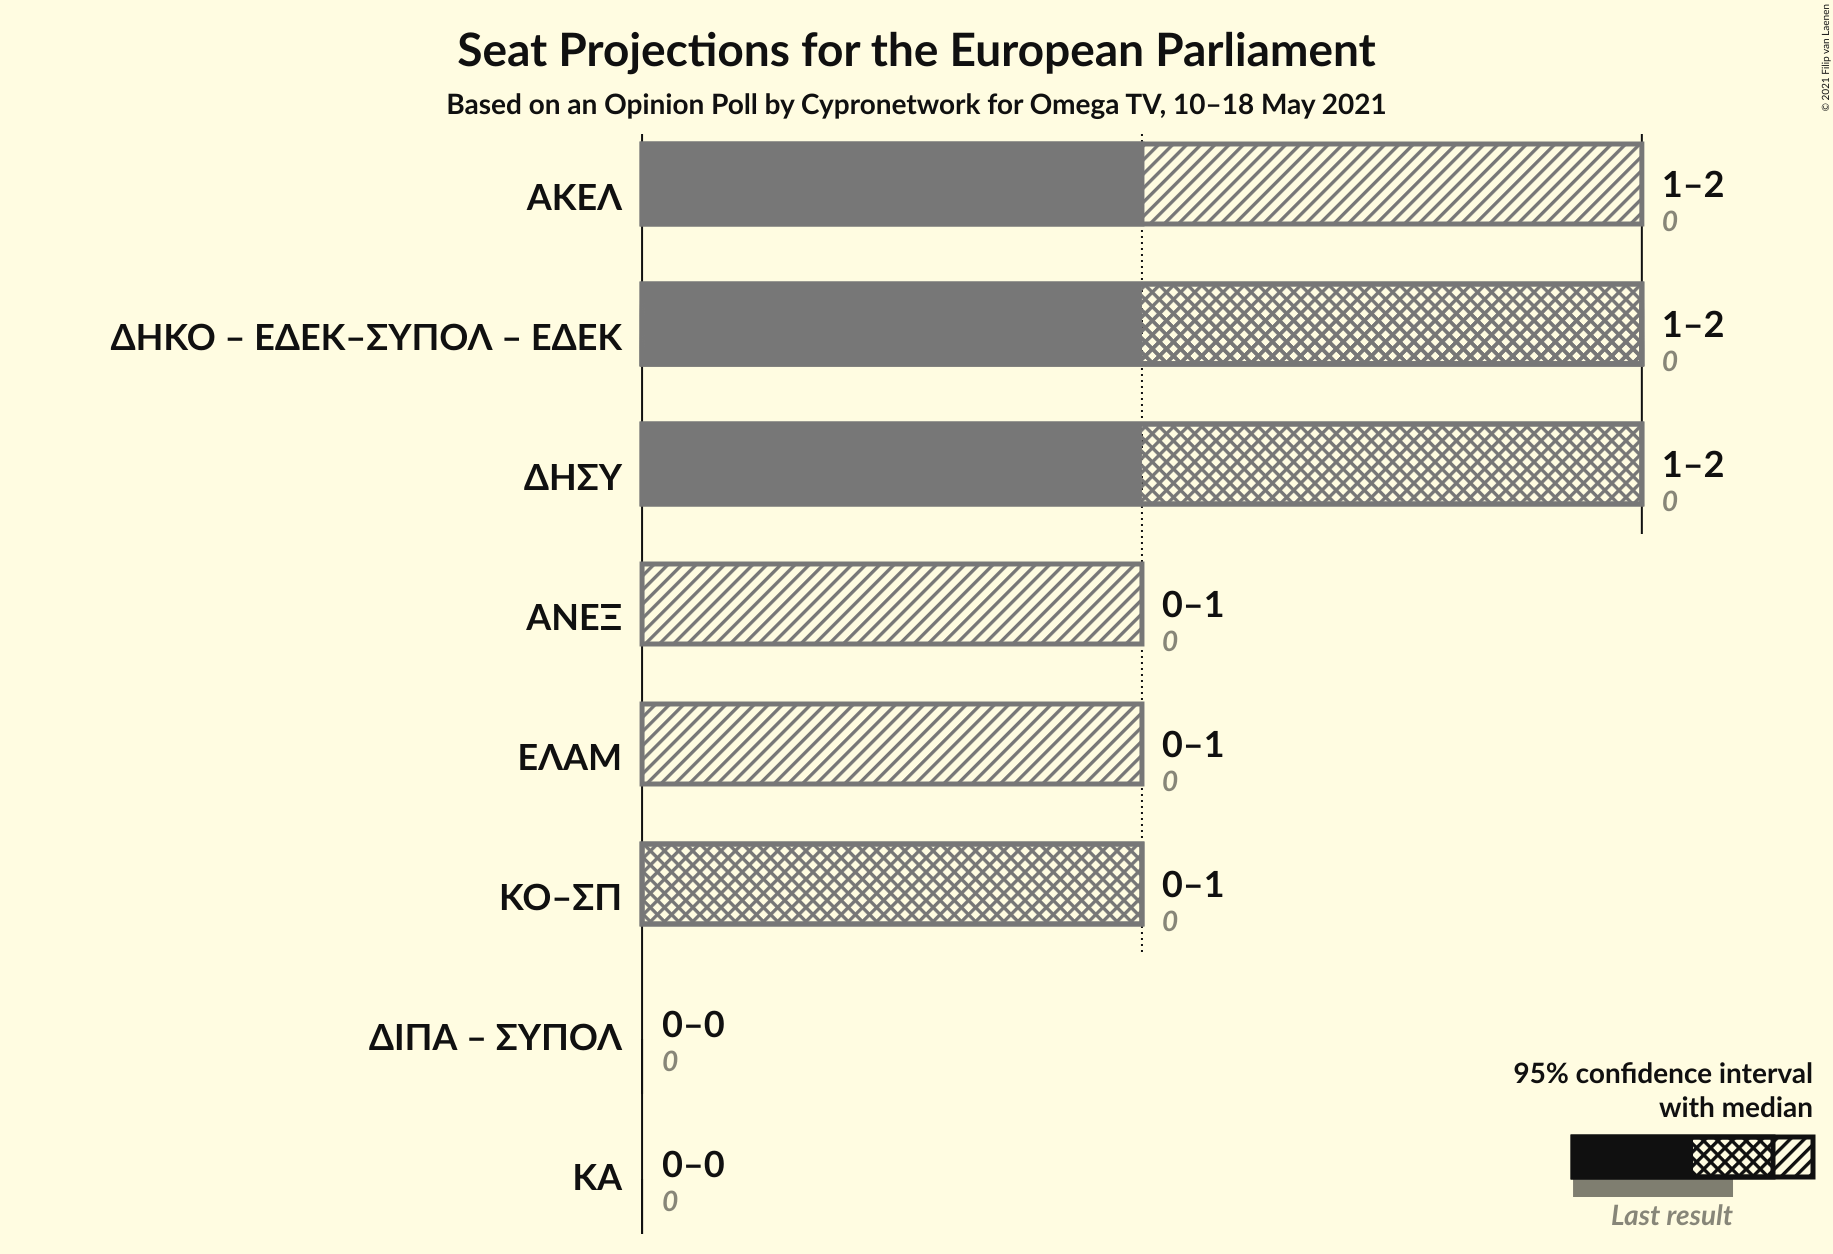 Seat Projections for the European Parliament
Based on an Opinion Poll by Cypronetwork for Omega TV, 10–18 May 2021
© 2021 Filip van Laenen
ΑΚΕΛ
1–2
0
ΔΗΚΟ – ΕΔΕΚ–ΣΥΠΟΛ – ΕΔΕΚ
1–2
0
ΔΗΣΥ
1–2
0
ΑΝΕΞ
0–1
0
ΕΛΑΜ
0–1
0
ΚΟ–ΣΠ
0–1
0
ΔΙΠΑ – ΣΥΠΟΛ
0–0
0
ΚΑ
0–0
0
95% confidence interval
with median
Last result